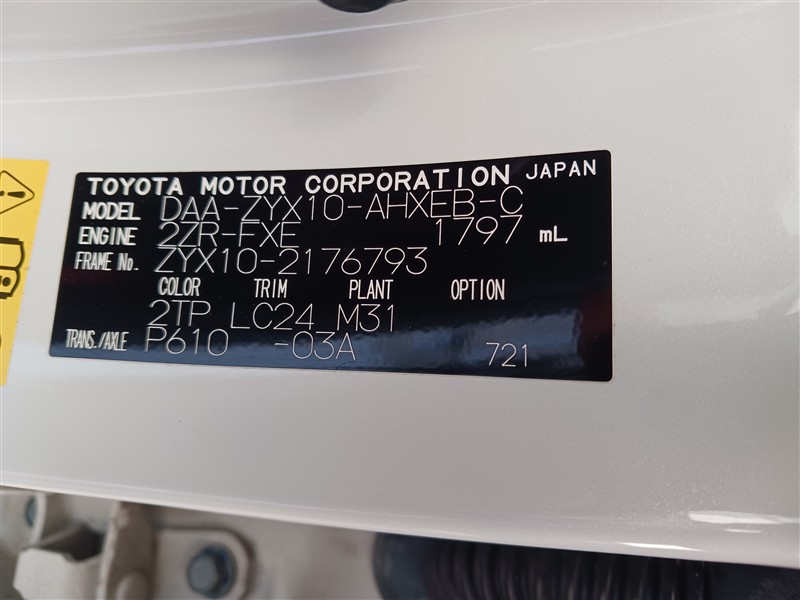 TOYOTA MOTOR CORPORATION JAPAN
MODEL DAA-ZYX10-AHXEB-C
ENGINE 2ZR-FXE 1797 mL
FRAME No. ZYX10-2176793
COLOR TRIM PLANT OPTION
2TP LC24 M31
TRANS./AXLE P610 -03A 721